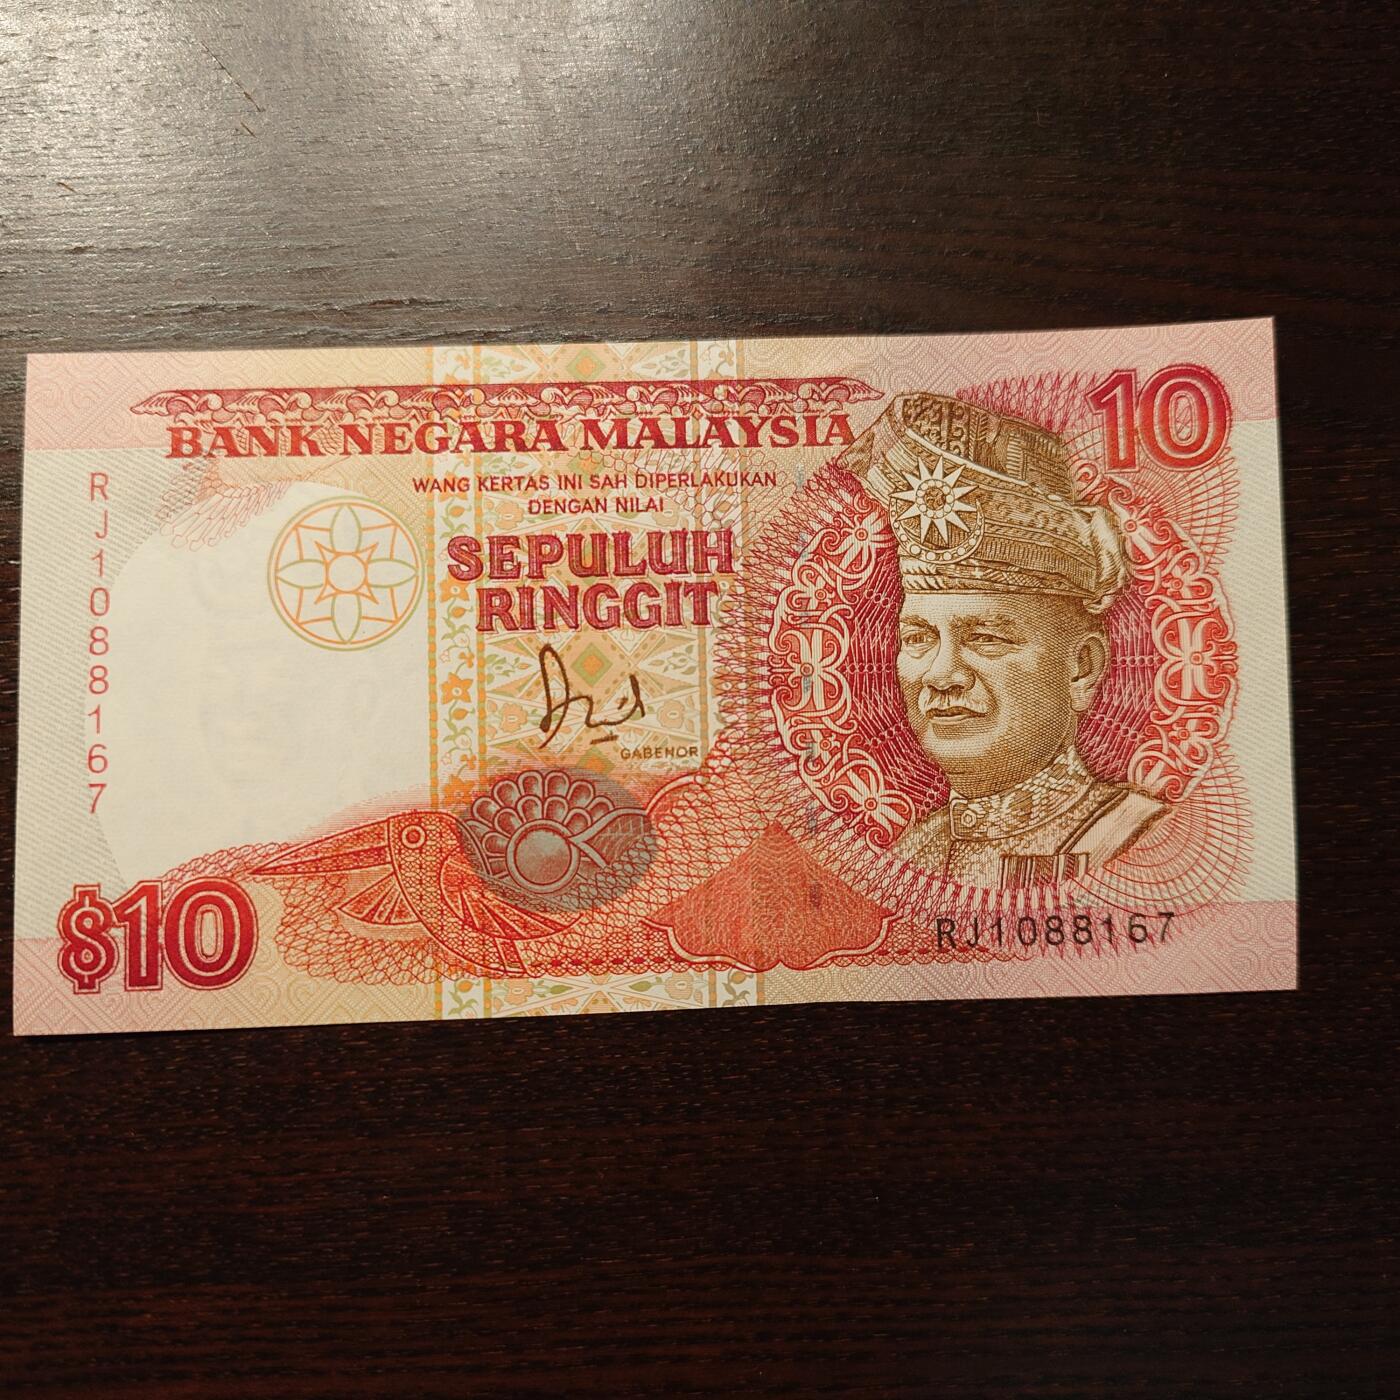 BANK NEGARA MALAYSIA
10
WANG KERTAS INI SAH DIPERLAKUKAN
DENGAN NILAI
SEPULUH
RINGGIT
GABENOR
RJ1088167
$10
RJ1088167